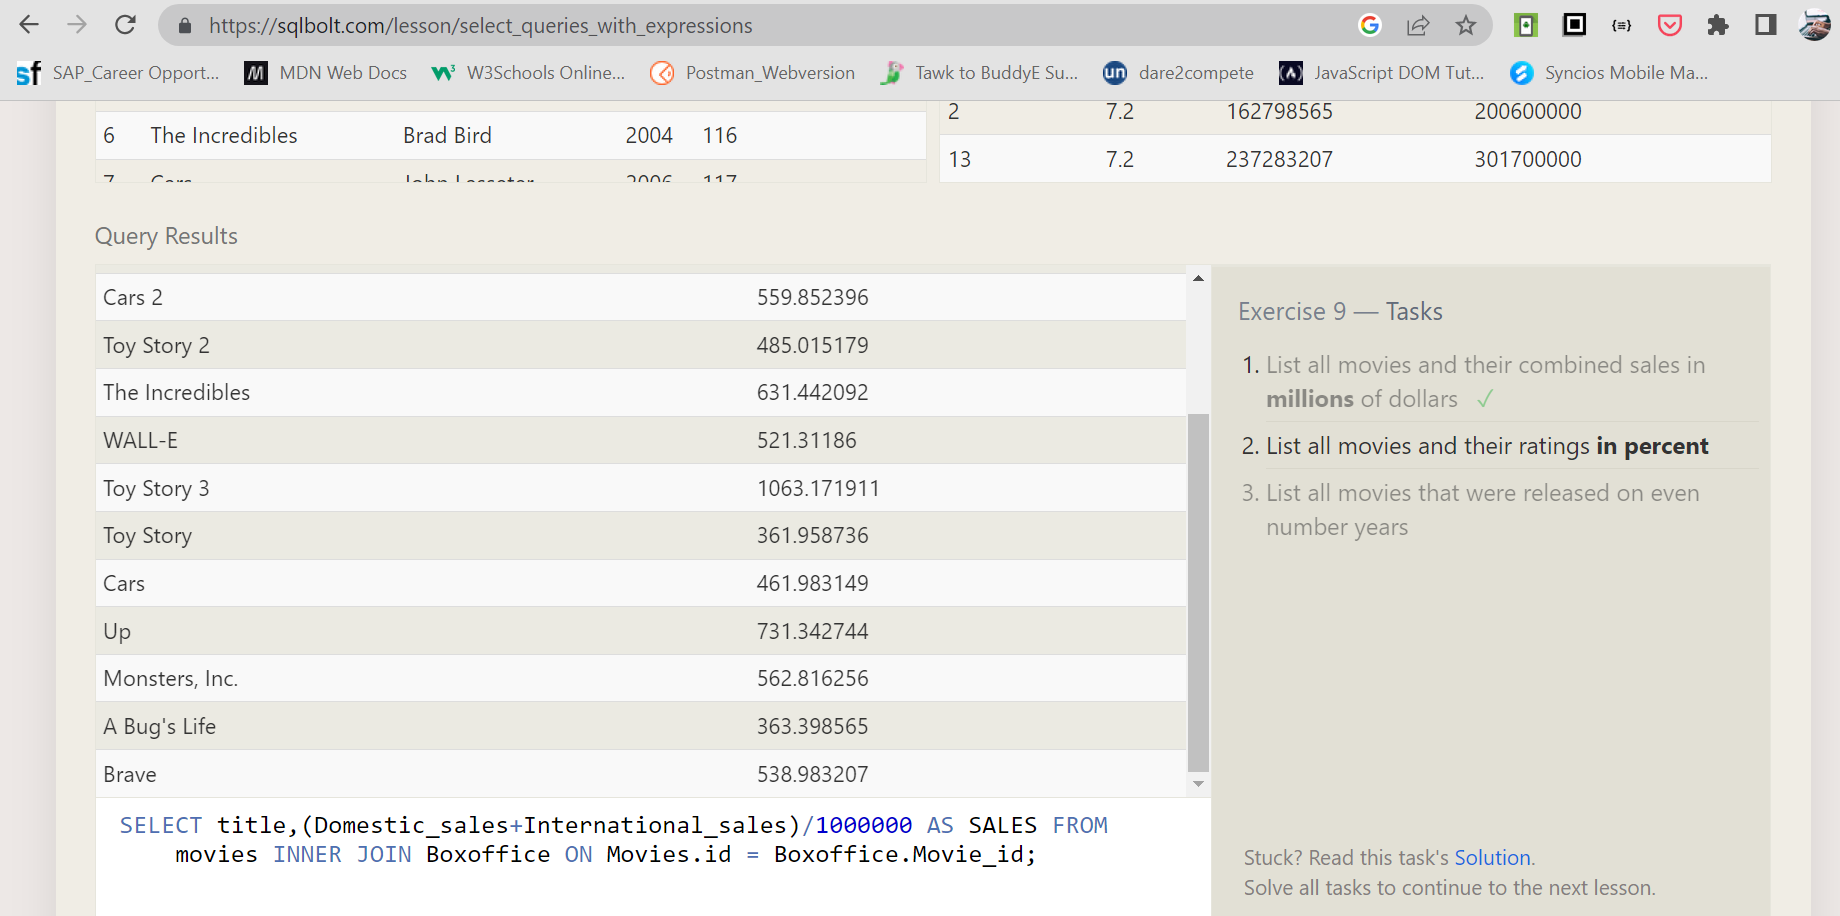 https://sqlbolt.com/lesson/select_queries_with_expressions
SAP_Career Opport... MDN Web Docs W3Schools Online... Postman_Webversion Tawk to BuddyE Su... dare2compete JavaScript DOM Tut... Syncios Mobile Ma...
6 The Incredibles Brad Bird 2004 116
7 Cars John Lasseter 2006 117
2 7.2 162798565 200600000
13 7.2 237283207 301700000
Query Results
Cars 2 559.852396
Toy Story 2 485.015179
The Incredibles 631.442092
WALL-E 521.31186
Toy Story 3 1063.171911
Toy Story 361.958736
Cars 461.983149
Up 731.342744
Monsters, Inc. 562.816256
A Bug's Life 363.398565
Brave 538.983207
SELECT title,(Domestic_sales+International_sales)/1000000 AS SALES FROM
movies INNER JOIN Boxoffice ON Movies.id = Boxoffice.Movie_id;
Exercise 9 — Tasks
1. List all movies and their combined sales in
millions of dollars ✓
2. List all movies and their ratings in percent
3. List all movies that were released on even
number years
Stuck? Read this task's Solution.
Solve all tasks to continue to the next lesson.